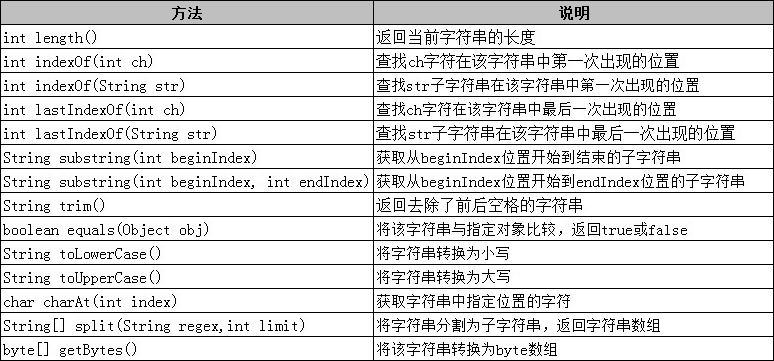 方法 说明
int length() 返回当前字符串的长度
int indexOf(int ch) 查找ch字符在该字符串中第一次出现的位置
int indexOf(String str) 查找str子字符串在该字符串中第一次出现的位置
int lastIndexOf(int ch) 查找ch字符在该字符串中最后一次出现的位置
int lastIndexOf(String str) 查找str子字符串在该字符串中最后一次出现的位置
String substring(int beginIndex) 获取从beginIndex位置开始到结束的子字符串
String substring(int beginIndex, int endIndex) 获取从beginIndex位置开始到endIndex位置的子字符串
String trim() 返回去除了前后空格的字符串
boolean equals(Object obj) 将该字符串与指定对象比较，返回true或false
String toLowerCase() 将字符串转换为小写
String toUpperCase() 将字符串转换为大写
char charAt(int index) 获取字符串中指定位置的字符
String[] split(String regex,int limit) 将字符串分割为子字符串，返回字符串数组
byte[] getBytes() 将该字符串转换为byte数组